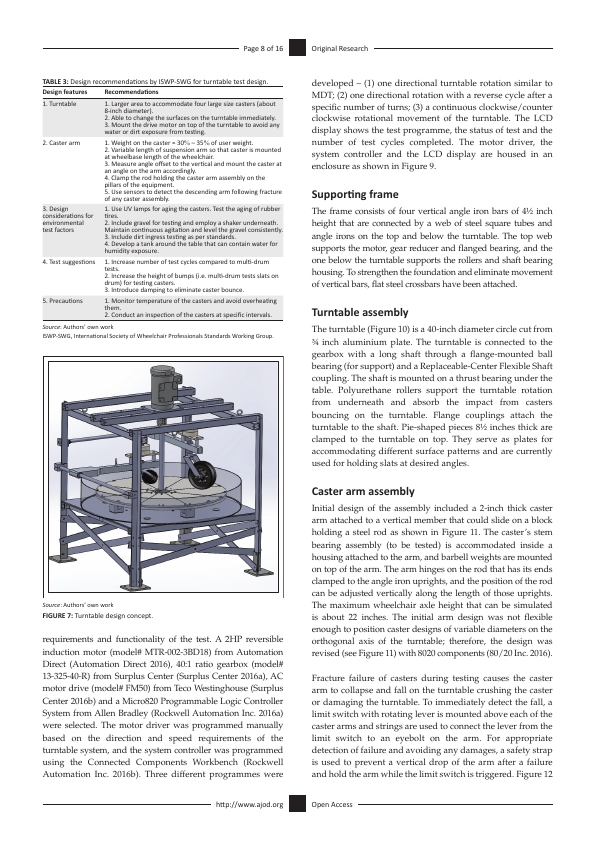 Page 8 of 16
Original Research
TABLE 3: Design recommendations by ISWP-SWG for turntable test design.
Design features Recommendations
1. Turntable 1. Larger area to accommodate four large size casters (about
8-inch diameter).
2. Able to change the surfaces on the turntable immediately.
3. Mount the drive motor on top of the turntable to avoid any
water or dirt exposure from testing.
2. Caster arm 1. Weight on the caster = 30% – 35% of user weight.
2. Variable length of suspension arm so that caster is mounted
at wheelbase length of the wheelchair.
3. Measure angle offset to the vertical and mount the caster at
an angle on the arm accordingly.
4. Clamp the rod holding the caster arm assembly on the
pillars of the equipment.
5. Use sensors to detect the descending arm following fracture
of any caster assembly.
3. Design 1. Use UV lamps for aging the casters. Test the aging of rubber
considerations for tires.
environmental 2. Include gravel for testing and employ a shaker underneath.
test factors Maintain continuous agitation and level the gravel consistently.
3. Include dirt ingress testing as per standards.
4. Develop a tank around the table that can contain water for
humidity exposure.
4. Test suggestions 1. Increase number of test cycles compared to multi-drum
tests.
2. Increase the height of bumps (i.e. multi-drum tests slats on
drum) for testing casters.
3. Introduce damping to eliminate caster bounce.
5. Precautions 1. Monitor temperature of the casters and avoid overheating
them.
2. Conduct an inspection of the casters at specific intervals.
Source: Authors' own work
ISWP-SWG, International Society of Wheelchair Professionals Standards Working Group.
Source: Authors' own work
FIGURE 7: Turntable design concept.
requirements and functionality of the test. A 2HP reversible
induction motor (model# MTR-002-3BD18) from Automation
Direct (Automation Direct 2016), 40:1 ratio gearbox (model#
13-325-40-R) from Surplus Center (Surplus Center 2016a), AC
motor drive (model# FM50) from Teco Westinghouse (Surplus
Center 2016b) and a Micro820 Programmable Logic Controller
System from Allen Bradley (Rockwell Automation Inc. 2016a)
were selected. The motor driver was programmed manually
based on the direction and speed requirements of the
turntable system, and the system controller was programmed
using the Connected Components Workbench (Rockwell
Automation Inc. 2016b). Three different programmes were
developed – (1) one directional turntable rotation similar to
MDT; (2) one directional rotation with a reverse cycle after a
specific number of turns; (3) a continuous clockwise/counter
clockwise rotational movement of the turntable. The LCD
display shows the test programme, the status of test and the
number of test cycles completed. The motor driver, the
system controller and the LCD display are housed in an
enclosure as shown in Figure 9.
Supporting frame
The frame consists of four vertical angle iron bars of 4½ inch
height that are connected by a web of steel square tubes and
angle irons on the top and below the turntable. The top web
supports the motor, gear reducer and flanged bearing, and the
one below the turntable supports the rollers and shaft bearing
housing. To strengthen the foundation and eliminate movement
of vertical bars, flat steel crossbars have been attached.
Turntable assembly
The turntable (Figure 10) is a 40-inch diameter circle cut from
¾ inch aluminium plate. The turntable is connected to the
gearbox with a long shaft through a flange-mounted ball
bearing (for support) and a Replaceable-Center Flexible Shaft
coupling. The shaft is mounted on a thrust bearing under the
table. Polyurethane rollers support the turntable rotation
from underneath and absorb the impact from casters
bouncing on the turntable. Flange couplings attach the
turntable to the shaft. Pie-shaped pieces 8½ inches thick are
clamped to the turntable on top. They serve as plates for
accommodating different surface patterns and are currently
used for holding slats at desired angles.
Caster arm assembly
Initial design of the assembly included a 2-inch thick caster
arm attached to a vertical member that could slide on a block
holding a steel rod as shown in Figure 11. The caster's stem
bearing assembly (to be tested) is accommodated inside a
housing attached to the arm, and barbell weights are mounted
on top of the arm. The arm hinges on the rod that has its ends
clamped to the angle iron uprights, and the position of the rod
can be adjusted vertically along the length of those uprights.
The maximum wheelchair axle height that can be simulated
is about 22 inches. The initial arm design was not flexible
enough to position caster designs of variable diameters on the
orthogonal axis of the turntable; therefore, the design was
revised (see Figure 11) with 8020 components (80/20 Inc. 2016).
Fracture failure of casters during testing causes the caster
arm to collapse and fall on the turntable crushing the caster
or damaging the turntable. To immediately detect the fall, a
limit switch with rotating lever is mounted above each of the
caster arms and strings are used to connect the lever from the
limit switch to an eyebolt on the arm. For appropriate
detection of failure and avoiding any damages, a safety strap
is used to prevent a vertical drop of the arm after a failure
and hold the arm while the limit switch is triggered. Figure 12
http://www.ajod.org
Open Access